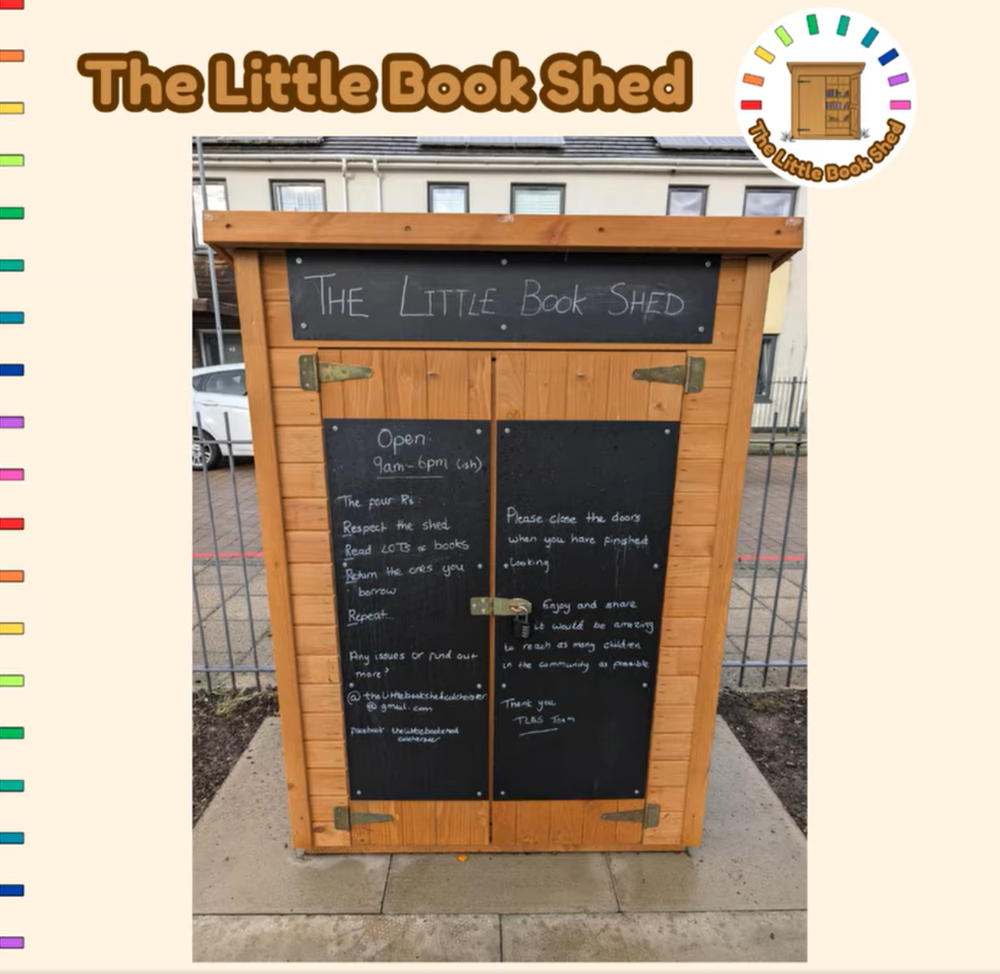 The Little Book Shed
The Little Book Shed
THE LITTLE Book SHED
Open:
9am - 6pm (ish)
The four R's:
Respect the shed
Read LOTS of books
Return the ones you
borrow
Repeat...
Any issues or find out
more?
@ thelittlebookshedcolchester
@gmail.com
facebook: thelittlebookshed
colchester
Please close the doors
when you have finished
Looking
Enjoy and share
it would be amazing
to reach as many children
in the community as possible
Thank you
TLBS Team